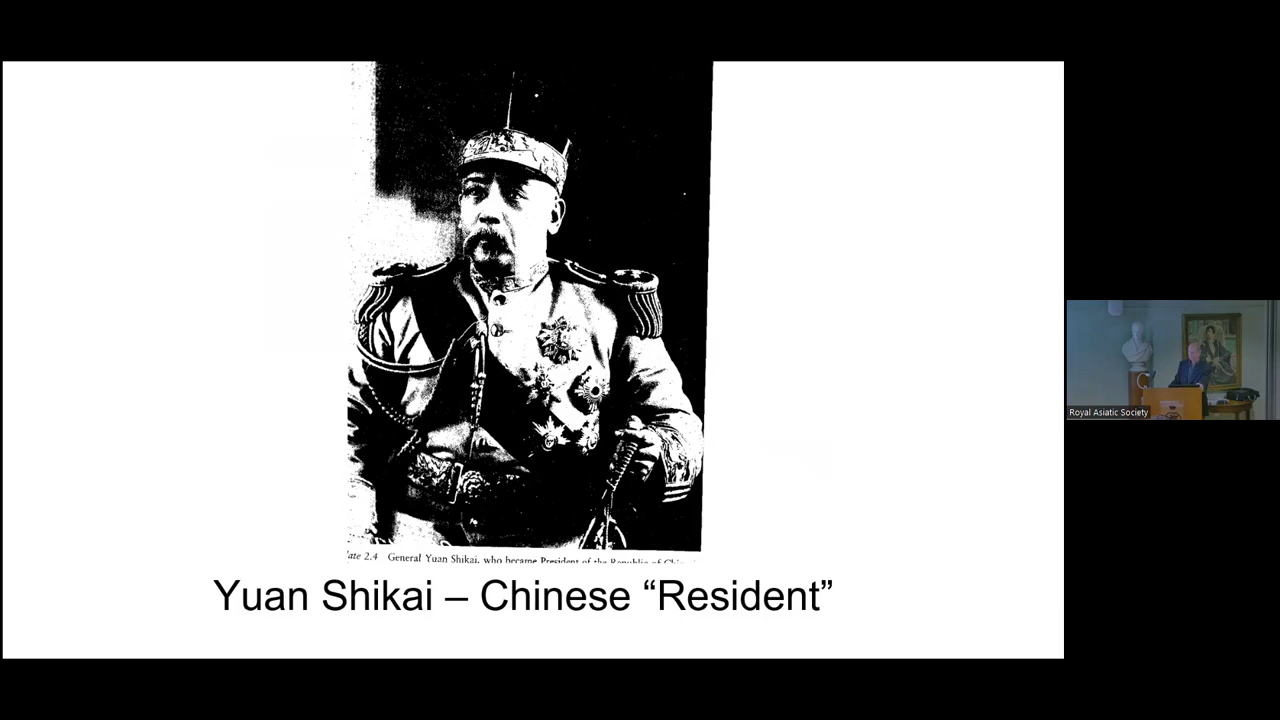 ate 2.4 General Yuan Shikai, who became President of the Republic of
Yuan Shikai – Chinese “Resident”
Royal Asiatic Society